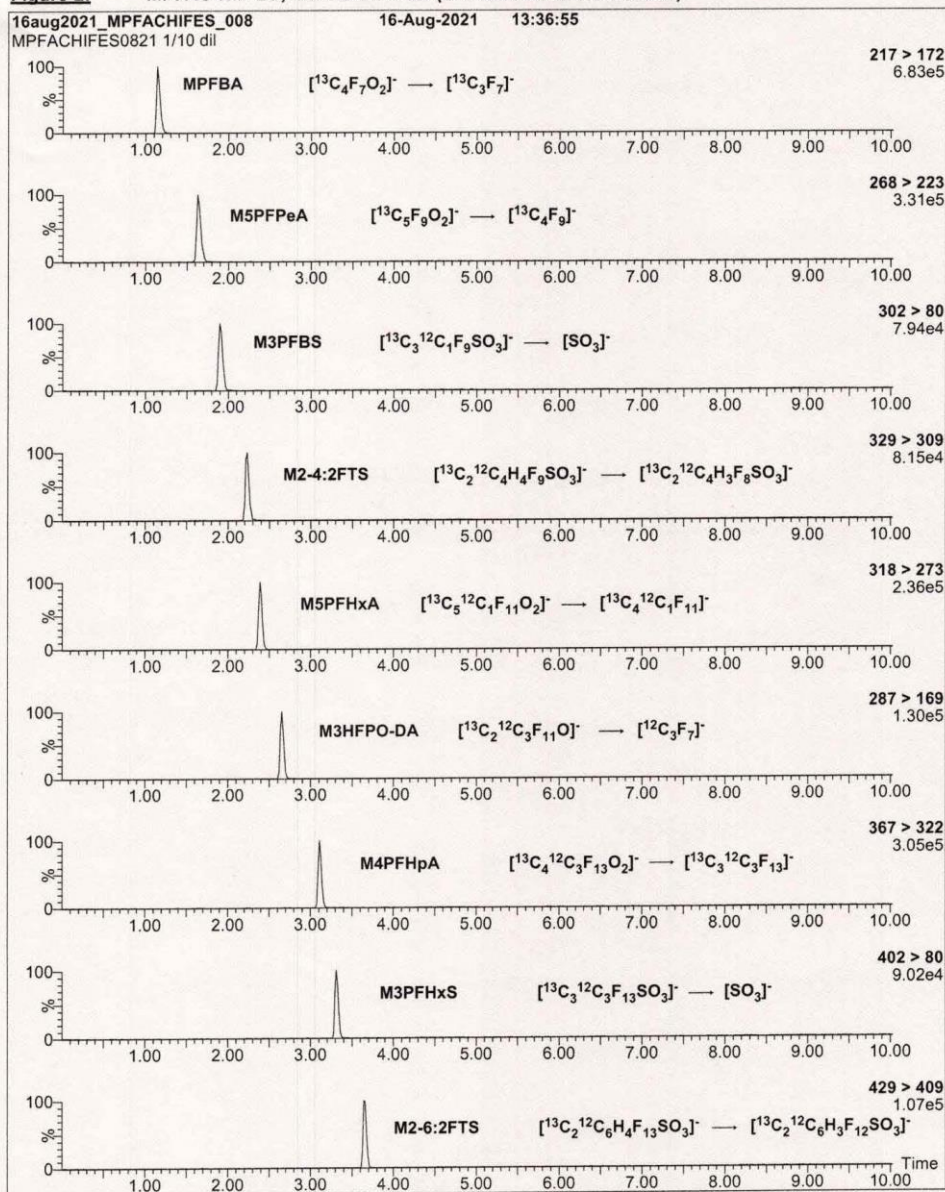 16aug2021_MPFACHIFES_008 16-Aug-2021 13:36:55
MPFACHIFES0821 1/10 dil
217 > 172
6.83e5
100
%
0
MPFBA [¹³C₄F₇O₂]⁻ → [¹³C₃F₇]⁻
1.00 2.00 3.00 4.00 5.00 6.00 7.00 8.00 9.00 10.00
268 > 223
3.31e5
100
%
0
M5PFPeA [¹³C₅F₉O₂]⁻ → [¹³C₄F₉]⁻
1.00 2.00 3.00 4.00 5.00 6.00 7.00 8.00 9.00 10.00
302 > 80
7.94e4
100
%
0
M3PFBS [¹³C₃¹²C₁F₉SO₃]⁻ → [SO₃]⁻
1.00 2.00 3.00 4.00 5.00 6.00 7.00 8.00 9.00 10.00
329 > 309
8.15e4
100
%
0
M2-4:2FTS [¹³C₂¹²C₄H₄F₉SO₃]⁻ → [¹³C₂¹²C₄H₃F₈SO₃]⁻
1.00 2.00 3.00 4.00 5.00 6.00 7.00 8.00 9.00 10.00
318 > 273
2.36e5
100
%
0
M5PFHxA [¹³C₅¹²C₁F₁₁O₂]⁻ → [¹³C₄¹²C₁F₁₁]⁻
1.00 2.00 3.00 4.00 5.00 6.00 7.00 8.00 9.00 10.00
287 > 169
1.30e5
100
%
0
M3HFPO-DA [¹³C₂¹²C₃F₁₁O]⁻ → [¹²C₃F₇]⁻
1.00 2.00 3.00 4.00 5.00 6.00 7.00 8.00 9.00 10.00
367 > 322
3.05e5
100
%
0
M4PFHpA [¹³C₄¹²C₃F₁₃O₂]⁻ → [¹³C₃¹²C₃F₁₃]⁻
1.00 2.00 3.00 4.00 5.00 6.00 7.00 8.00 9.00 10.00
402 > 80
9.02e4
100
%
0
M3PFHxS [¹³C₃¹²C₃F₁₃SO₃]⁻ → [SO₃]⁻
1.00 2.00 3.00 4.00 5.00 6.00 7.00 8.00 9.00 10.00
429 > 409
1.07e5
100
%
0
M2-6:2FTS [¹³C₂¹²C₆H₄F₁₃SO₃]⁻ → [¹³C₂¹²C₆H₃F₁₂SO₃]⁻
Time
1.00 2.00 3.00 4.00 5.00 6.00 7.00 8.00 9.00 10.00